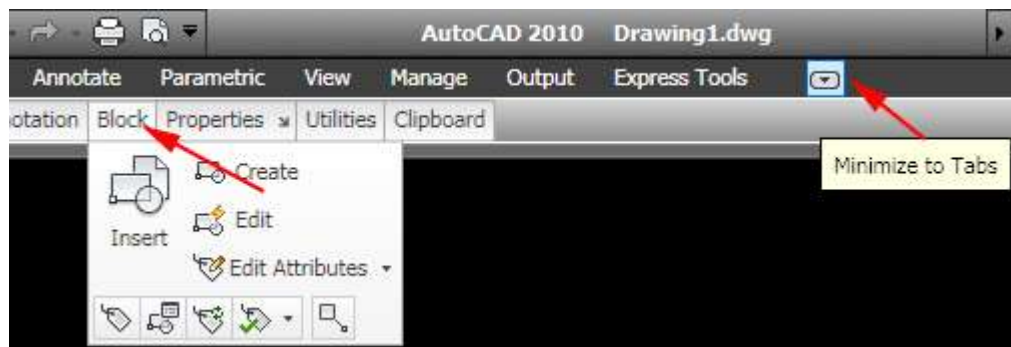 AutoCAD 2010 Drawing1.dwg
Annotate Parametric View Manage Output Express Tools
otation Block Properties Utilities Clipboard
Minimize to Tabs
Create
Edit
Insert
Edit Attributes